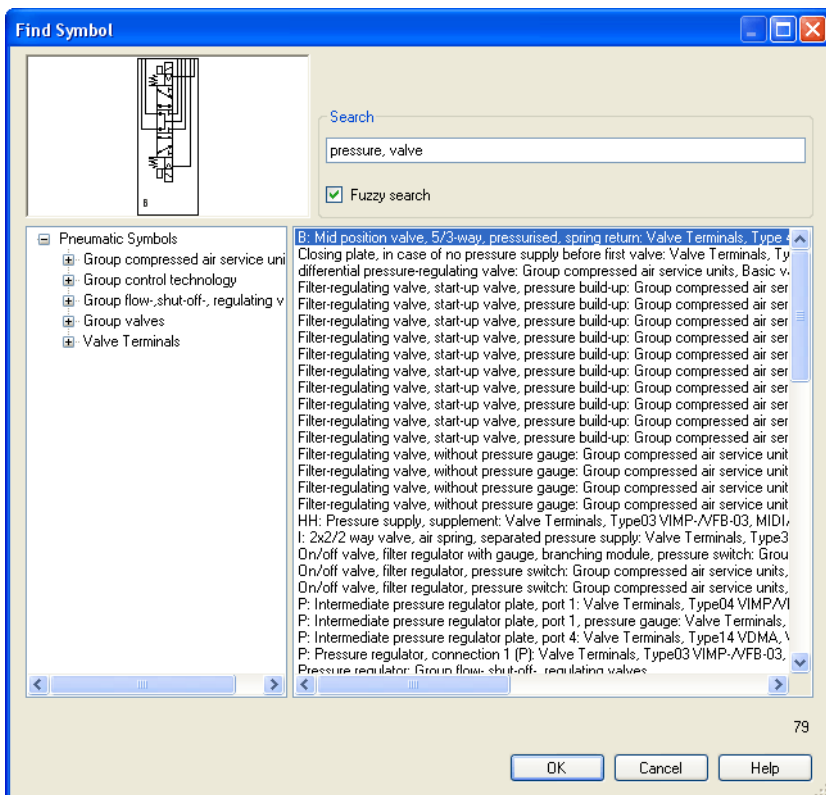 Find Symbol
B
Search
pressure, valve
Fuzzy search
Pneumatic Symbols
Group compressed air service uni
Group control technology
Group flow-,shut-off-, regulating v
Group valves
Valve Terminals
B: Mid position valve, 5/3-way, pressurised, spring return: Valve Terminals, Type 4
Closing plate, in case of no pressure supply before first valve: Valve Terminals, Ty
differential pressure-regulating valve: Group compressed air service units, Basic v
Filter-regulating valve, start-up valve, pressure build-up: Group compressed air ser
Filter-regulating valve, start-up valve, pressure build-up: Group compressed air ser
Filter-regulating valve, start-up valve, pressure build-up: Group compressed air ser
Filter-regulating valve, start-up valve, pressure build-up: Group compressed air ser
Filter-regulating valve, start-up valve, pressure build-up: Group compressed air ser
Filter-regulating valve, start-up valve, pressure build-up: Group compressed air ser
Filter-regulating valve, start-up valve, pressure build-up: Group compressed air ser
Filter-regulating valve, start-up valve, pressure build-up: Group compressed air ser
Filter-regulating valve, start-up valve, pressure build-up: Group compressed air ser
Filter-regulating valve, start-up valve, pressure build-up: Group compressed air ser
Filter-regulating valve, without pressure gauge: Group compressed air service unit
Filter-regulating valve, without pressure gauge: Group compressed air service unit
Filter-regulating valve, without pressure gauge: Group compressed air service unit
Filter-regulating valve, without pressure gauge: Group compressed air service unit
HH: Pressure supply, supplement: Valve Terminals, Type03 VIMP-/VFB-03, MIDI/
I: 2x2/2 way valve, air spring, separated pressure supply: Valve Terminals, Type3
On/off valve, filter regulator with gauge, branching module, pressure switch: Grou
On/off valve, filter regulator, pressure switch: Group compressed air service units,
On/off valve, filter regulator, pressure switch: Group compressed air service units,
P: Intermediate pressure regulator plate, port 1: Valve Terminals, Type04 VIMP/VI
P: Intermediate pressure regulator plate, port 1, pressure gauge: Valve Terminals,
P: Intermediate pressure regulator plate, port 4: Valve Terminals, Type14 VDMA, V
P: Pressure regulator, connection 1 (P): Valve Terminals, Type03 VIMP-/VFB-03,
Pressure regulator: Group flow-, shut-off-, regulating valves
79
OK
Cancel
Help